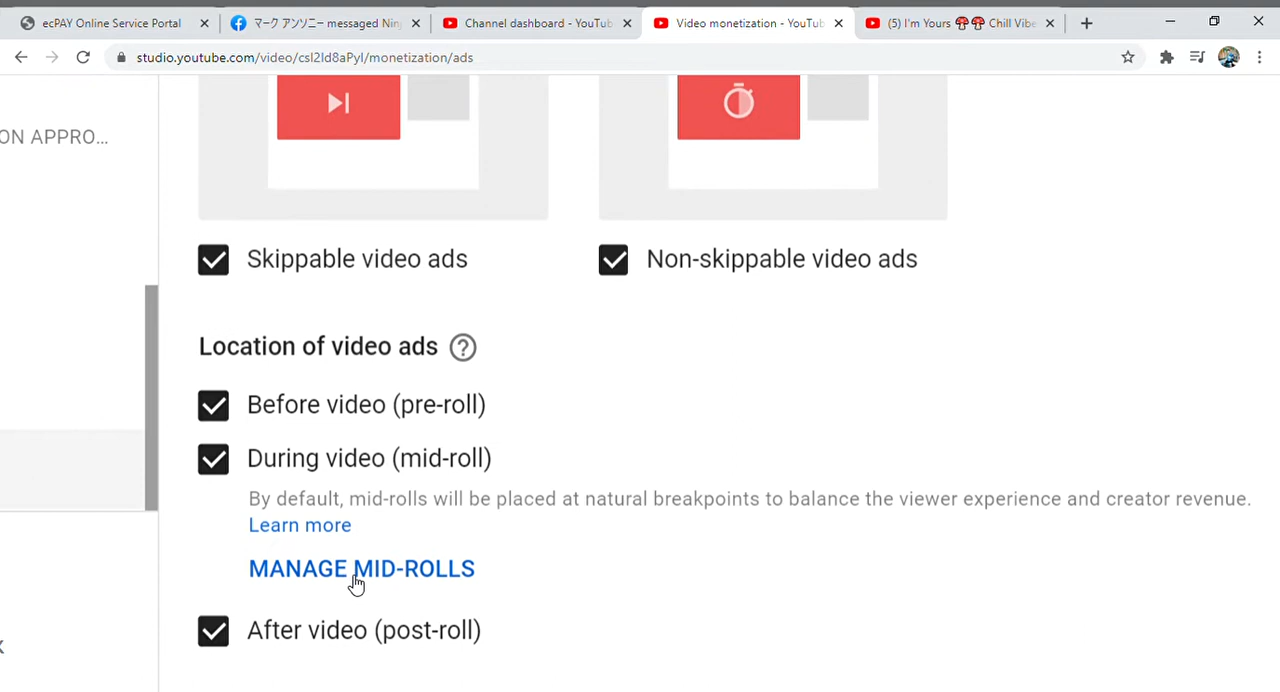 ecPAY Online Service Portal
マーク アンソニー messaged Nin
Channel dashboard - YouTub
Video monetization - YouTub
(5) I'm Yours 🍄🍄 Chill Vibe
studio.youtube.com/video/csl2Id8aPyI/monetization/ads
ON APPRO...
Skippable video ads
Non-skippable video ads
Location of video ads ?
Before video (pre-roll)
During video (mid-roll)
By default, mid-rolls will be placed at natural breakpoints to balance the viewer experience and creator revenue.
Learn more
MANAGE MID-ROLLS
After video (post-roll)